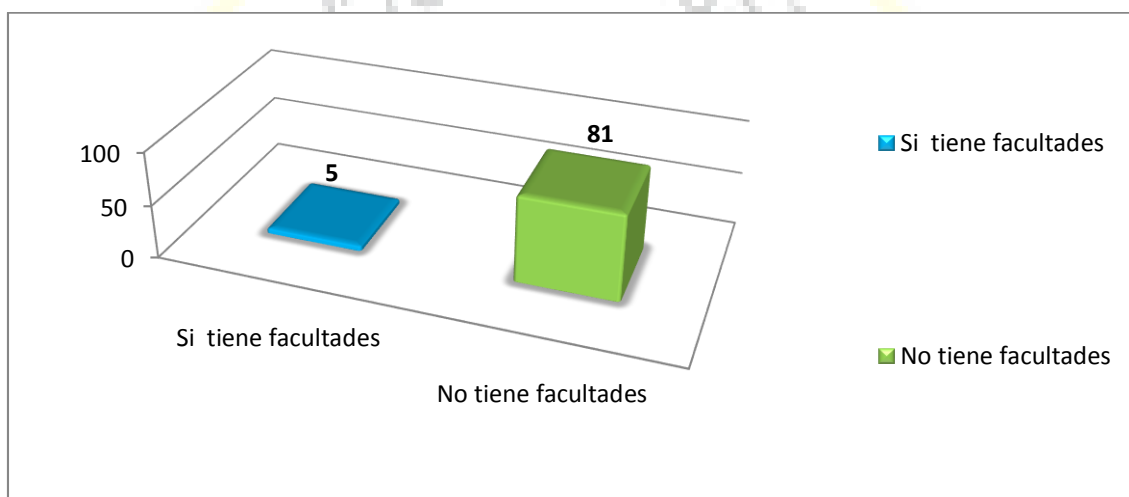 81
5
100
50
0
Si  tiene facultades
No tiene facultades
Si  tiene facultades
No tiene facultades